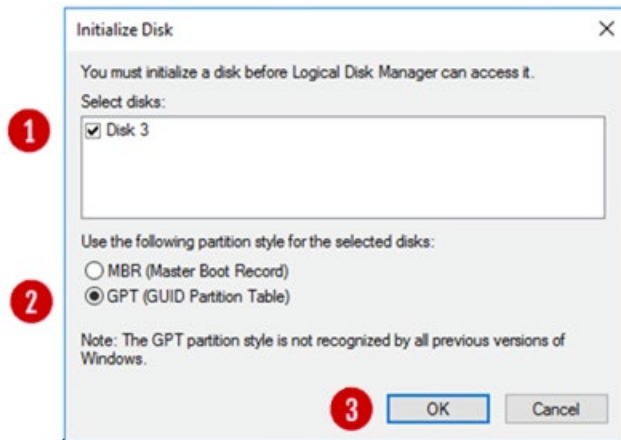 Initialize Disk
You must initialize a disk before Logical Disk Manager can access it.
Select disks:
1
Disk 3
Use the following partition style for the selected disks:
MBR (Master Boot Record)
2
GPT (GUID Partition Table)
Note: The GPT partition style is not recognized by all previous versions of
Windows.
3
OK
Cancel